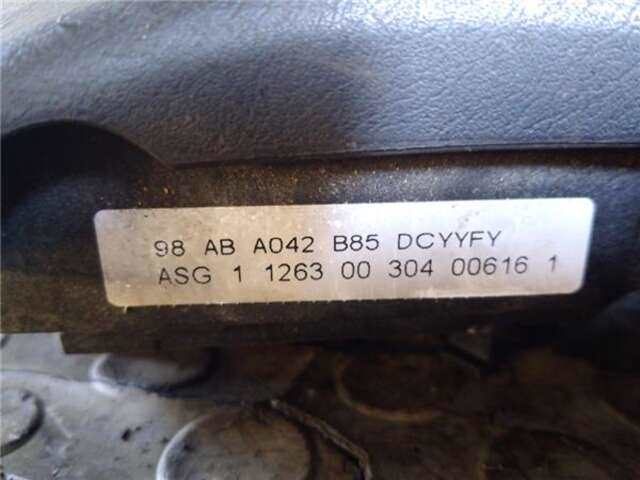 98 AB A042 B85 DCYYFY
ASG 1 1263 00 304 00616 1